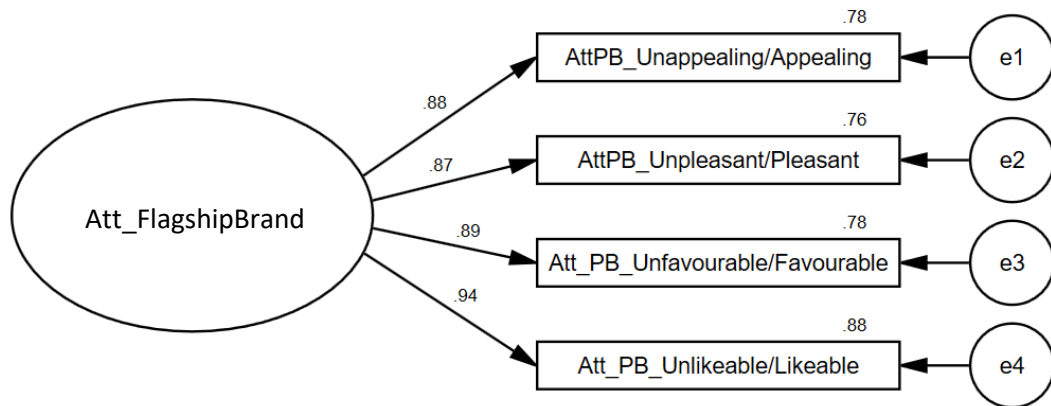 .78
AttPB_Unappealing/Appealing
e1
.88
.76
AttPB_Unpleasant/Pleasant
e2
.87
Att_FlagshipBrand
.78
.89
Att_PB_Unfavourable/Favourable
e3
.94
.88
Att_PB_Unlikeable/Likeable
e4